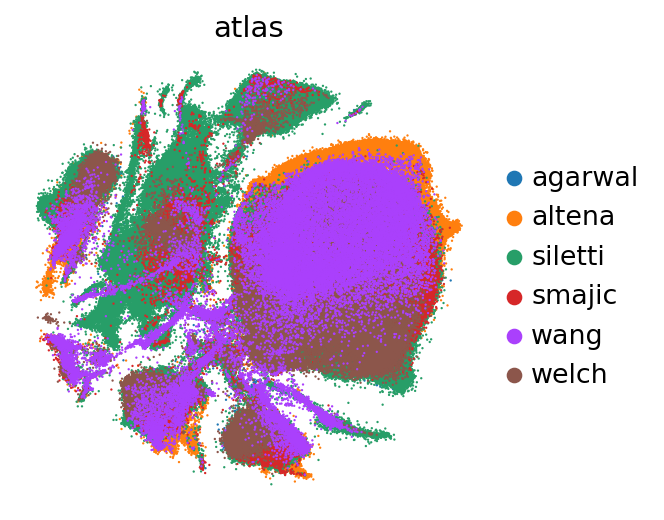 atlas
agarwal
altena
siletti
smajic
wang
welch